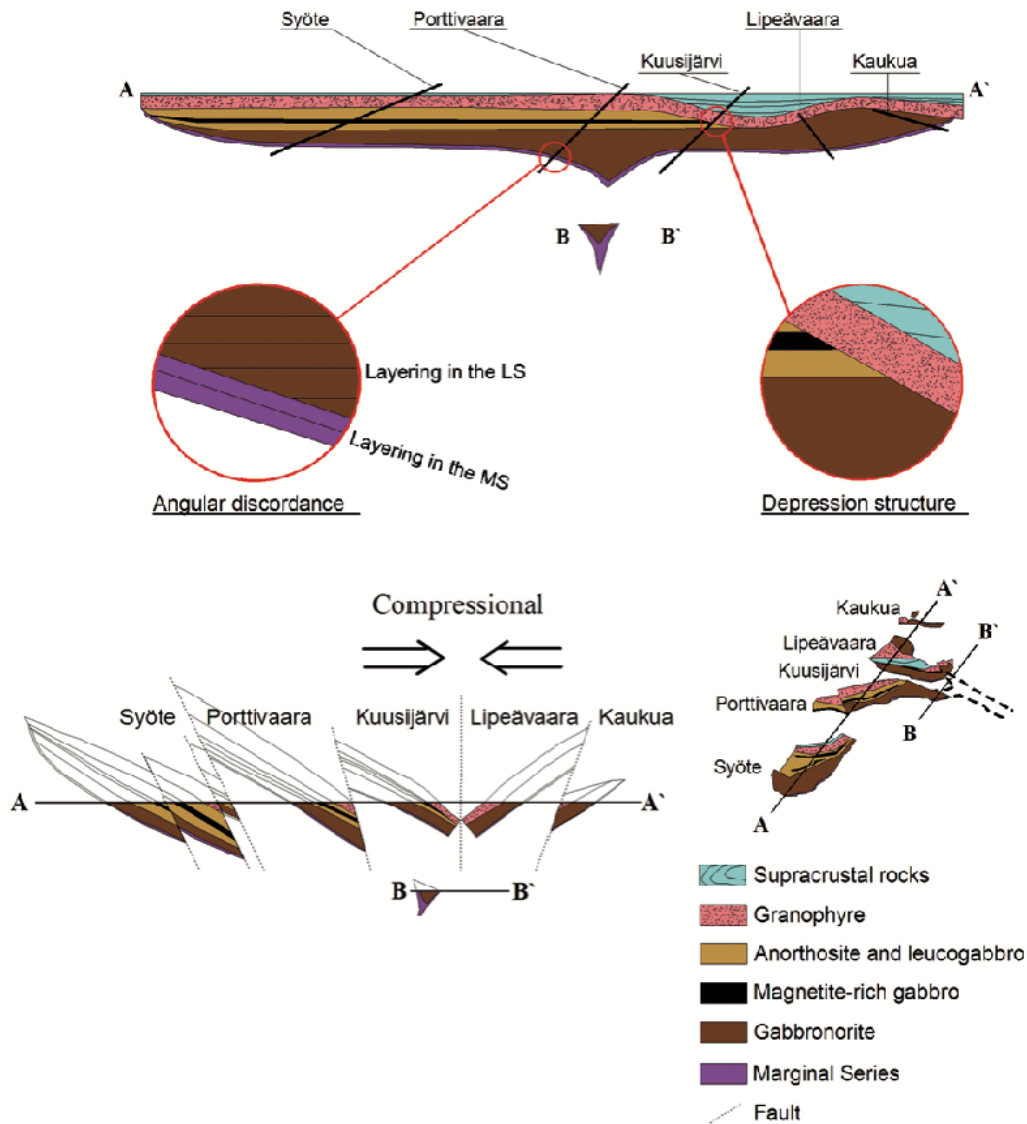 Syöte
Porttivaara
Lipeävaara
Kuusijärvi
Kaukua
A
A`
B
B`
Layering in the LS
Layering in the MS
Angular discordance
Depression structure
Compressional
Syöte
Porttivaara
Kuusijärvi
Lipeävaara
Kaukua
A
A`
B
B`
A`
Kaukua
B`
Lipeävaara
Kuusijärvi
Porttivaara
B
Syöte
A
Supracrustal rocks
Granophyre
Anorthosite and leucogabbro
Magnetite-rich gabbro
Gabbronorite
Marginal Series
Fault